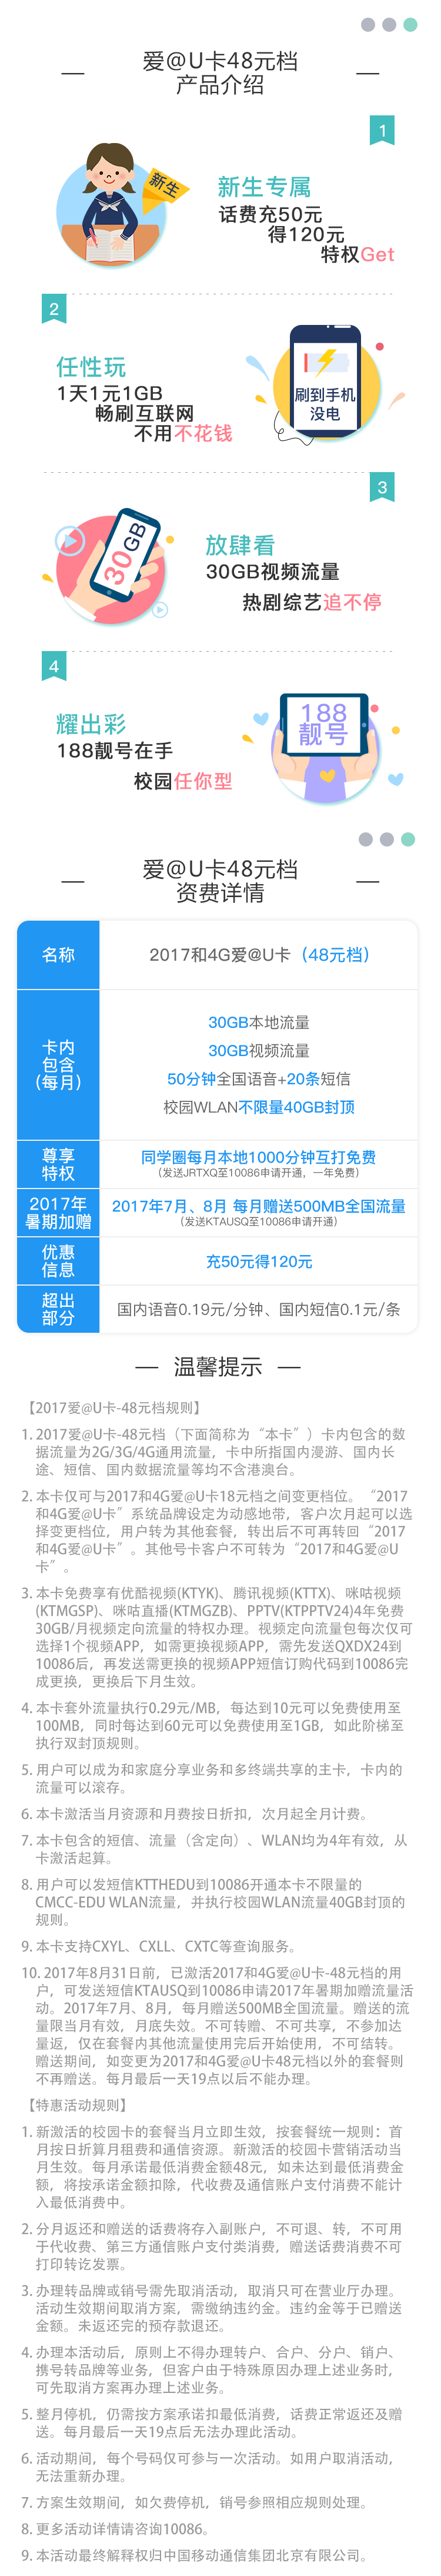 爱@U卡48元档
产品介绍
1
新生
新生专属
话费充50元
得120元
特权Get
2
任性玩
1天1元1GB
畅刷互联网
不用不花钱
刷到手机
没电
3
30GB
放肆看
30GB视频流量
热剧综艺追不停
4
耀出彩
188靓号在手
校园任你型
188
靓号
爱@U卡48元档
资费详情
名称
2017和4G爱@U卡（48元档）
卡内
包含
(每月)
30GB本地流量
30GB视频流量
50分钟全国语音+20条短信
校园WLAN不限量40GB封顶
尊享
特权
同学圈每月本地1000分钟互打免费
(发送JRTXQ至10086申请开通，一年免费)
2017年
暑期加赠
2017年7月、8月 每月赠送500MB全国流量
(发送KTAUSQ至10086申请开通)
优惠
信息
充50元得120元
超出
部分
国内语音0.19元/分钟、国内短信0.1元/条
温馨提示
【2017爱@U卡-48元档规则】
1. 2017爱@U卡-48元档（下面简称为“本卡”）卡内包含的数
据流量为2G/3G/4G通用流量，卡中所指国内漫游、国内长
途、短信、国内数据流量等均不含港澳台。
2. 本卡仅可与2017和4G爱@U卡18元档之间变更档位。“2017
和4G爱@U卡”系统品牌设定为动感地带，客户次月起可以选
择变更档位，用户转为其他套餐，转出后不可再转回“2017
和4G爱@U卡”。其他号卡客户不可转为“2017和4G爱@U
卡”。
3. 本卡免费享有优酷视频(KTYK)、腾讯视频(KTTX)、咪咕视频
(KTMGSP)、咪咕直播(KTMGZB)、PPTV(KTPPTV24)4年免费
30GB/月视频定向流量的特权办理。视频定向流量包每次仅可
选择1个视频APP，如需更换视频APP，需先发送QXDX24到
10086后，再发送需更换的视频APP短信订购代码到10086完
成更换，更换后下月生效。
4. 本卡套外流量执行0.29元/MB，每达到10元可以免费使用至
100MB，同时每达到60元可以免费使用至1GB，如此阶梯至
执行双封顶规则。
5. 用户可以成为和家庭分享业务和多终端共享的主卡，卡内的
流量可以滚存。
6. 本卡激活当月资源和月费按日折扣，次月起全月计费。
7. 本卡包含的短信、流量（含定向）、WLAN均为4年有效，从
卡激活起算。
8. 用户可以发短信KTTHEDU到10086开通本卡不限量的
CMCC-EDU WLAN流量，并执行校园WLAN流量40GB封顶的
规则。
9. 本卡支持CXYL、CXLL、CXTC等查询服务。
10. 2017年8月31日前，已激活2017和4G爱@U卡-48元档的用
户，可发送短信KTAUSQ到10086申请2017年暑期加赠流量活
动。2017年7月、8月，每月赠送500MB全国流量。赠送的流
量限当月有效，月底失效。不可转赠、不可共享，不参加达
量返，仅在套餐内其他流量使用完后开始使用，不可结转。
赠送期间，如变更为2017和4G爱@U卡48元档以外的套餐则
不再赠送。每月最后一天19点以后不能办理。
【特惠活动规则】
1. 新激活的校园卡的套餐当月立即生效，按套餐统一规则：首
月按日折算月租费和通信资源。新激活的校园卡营销活动当
月生效。每月承诺最低消费金额48元，如未达到最低消费金
额，将按承诺金额扣除，代收费及通信账户支付消费不能计
入最低消费中。
2. 分月返还和赠送的话费将存入副账户，不可退、转，不可用
于代收费、第三方通信账户支付类消费，赠送话费消费不可
打印转讫发票。
3. 办理转品牌或销号需先取消活动，取消只可在营业厅办理。
活动生效期间取消方案，需缴纳违约金。违约金等于已赠送
金额。未返还完的预存款退还。
4. 办理本活动后，原则上不得办理转户、合户、分户、销户、
携号转品牌等业务，但客户由于特殊原因办理上述业务时，
可先取消方案再办理上述业务。
5. 整月停机，仍需按方案承诺扣最低消费，话费正常返还及赠
送。每月最后一天19点后无法办理此活动。
6. 活动期间，每个号码仅可参与一次活动。如用户取消活动，
无法重新办理。
7. 方案生效期间，如欠费停机，销号参照相应规则处理。
8. 更多活动详情请咨询10086。
9. 本活动最终解释权归中国移动通信集团北京有限公司。